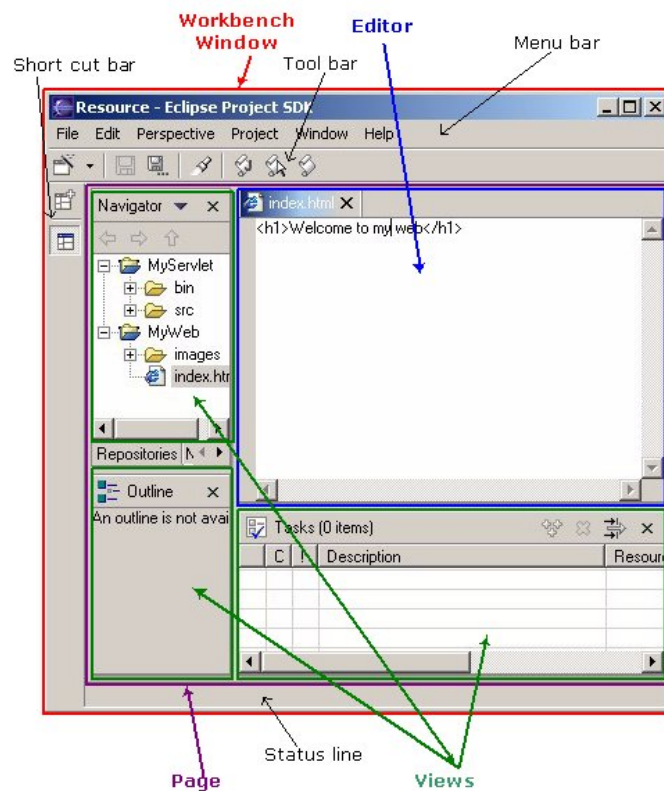 Workbench
Window
Editor
Menu bar
Short cut bar
Tool bar
Resource - Eclipse Project SDK
File Edit Perspective Project Window Help
Navigator
index.html
<h1>Welcome to my web</h1>
MyServlet
bin
src
MyWeb
images
index.htm
Repositories N
Outline
An outline is not avai
Tasks (0 items)
C ! Description Resour
Status line
Page
Views